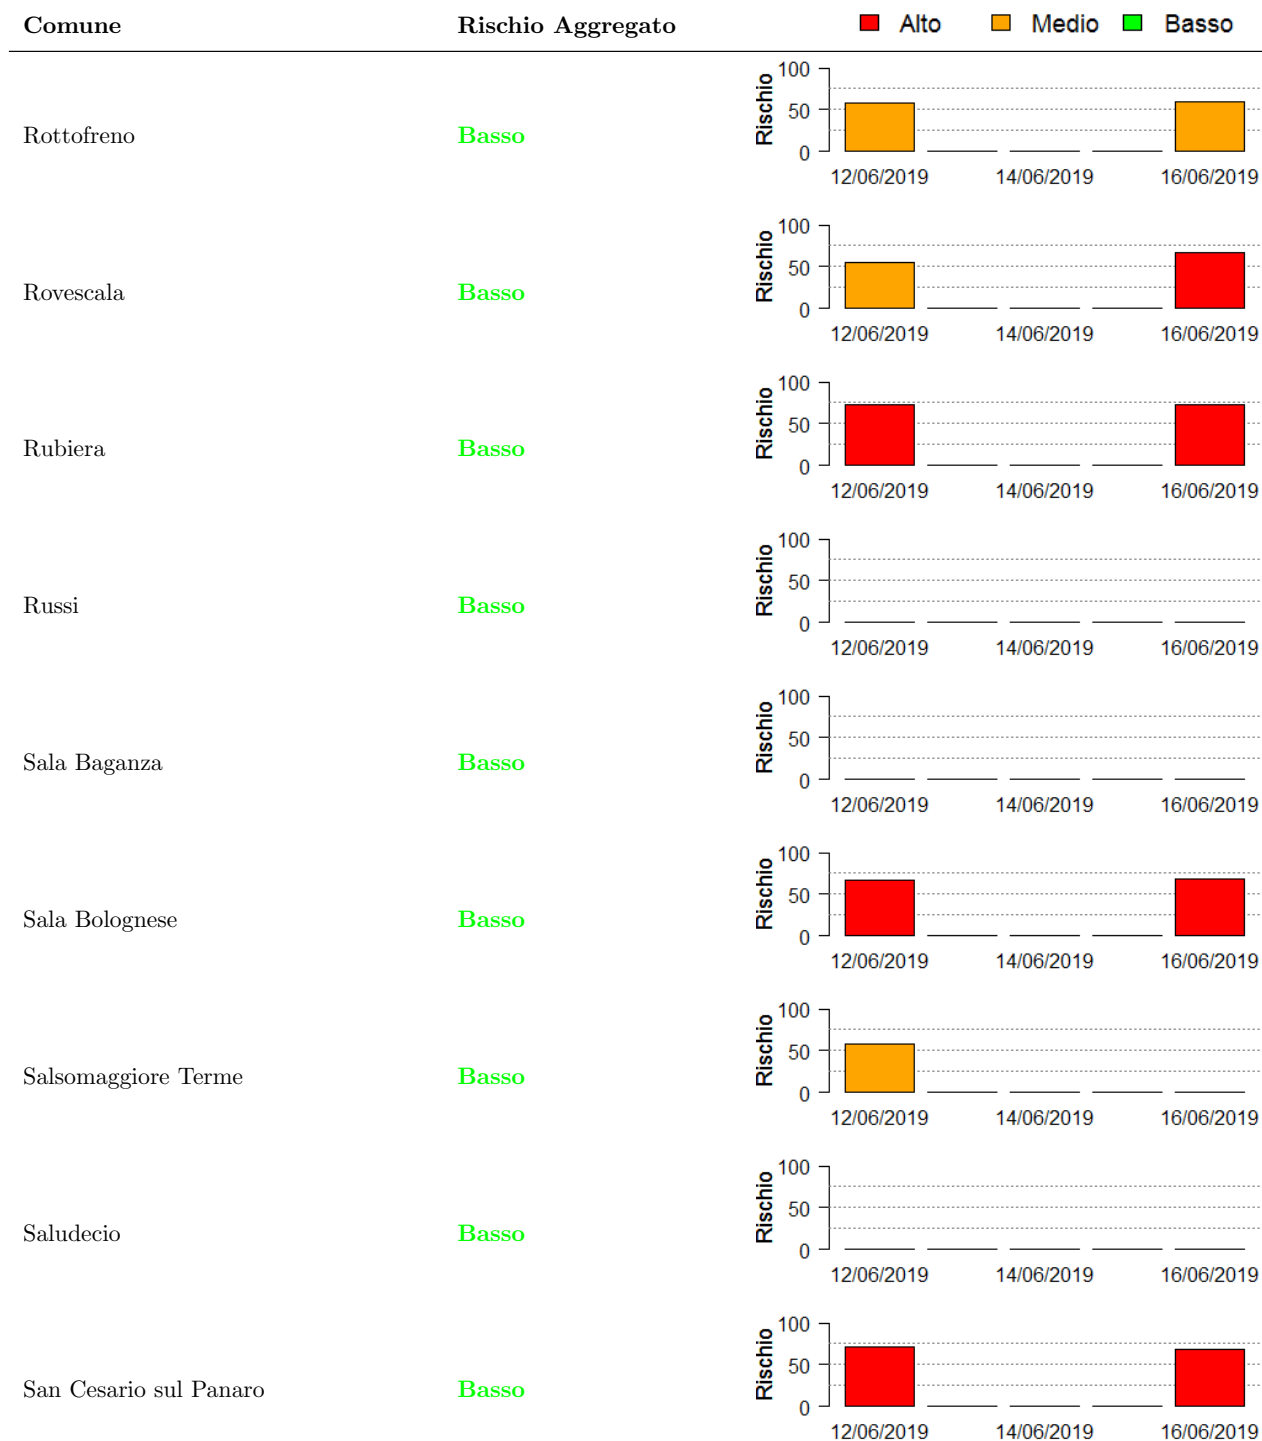 Comune Rischio Aggregato Alto Medio Basso
100
50
0
Rischio
Rottofreno Basso
12/06/2019 14/06/2019 16/06/2019
100
50
0
Rischio
Rovescala Basso
12/06/2019 14/06/2019 16/06/2019
100
50
0
Rischio
Rubiera Basso
12/06/2019 14/06/2019 16/06/2019
100
50
0
Rischio
Russi Basso
12/06/2019 14/06/2019 16/06/2019
100
50
0
Rischio
Sala Baganza Basso
12/06/2019 14/06/2019 16/06/2019
100
50
0
Rischio
Sala Bolognese Basso
12/06/2019 14/06/2019 16/06/2019
100
50
0
Rischio
Salsomaggiore Terme Basso
12/06/2019 14/06/2019 16/06/2019
100
50
0
Rischio
Saludecio Basso
12/06/2019 14/06/2019 16/06/2019
100
50
0
Rischio
San Cesario sul Panaro Basso
12/06/2019 14/06/2019 16/06/2019